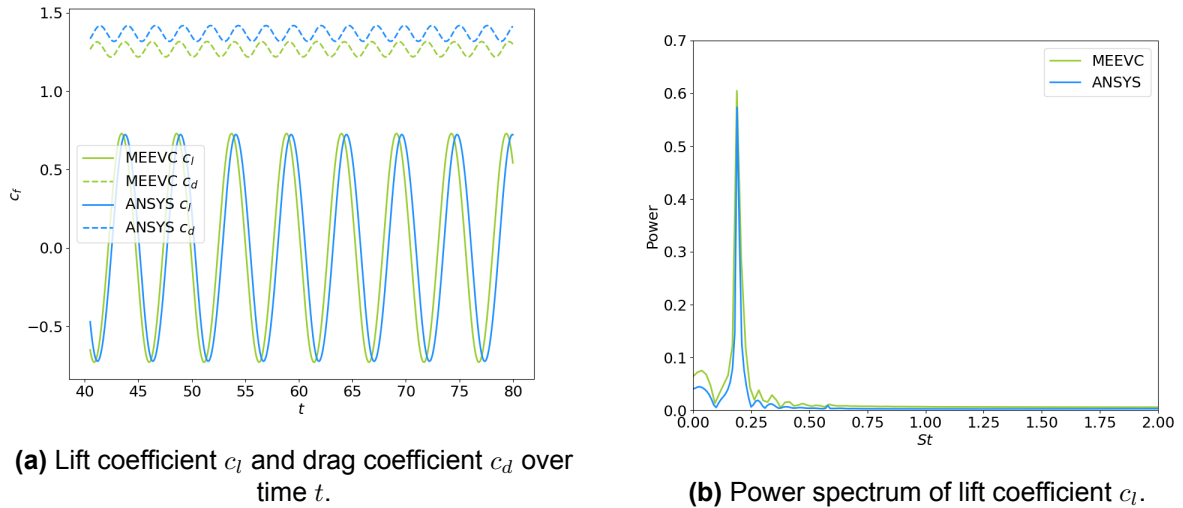 1.5
1.0
0.5
0.0
−0.5
c_f
MEEVC c_l
MEEVC c_d
ANSYS c_l
ANSYS c_d
40 45 50 55 60 65 70 75 80
t
(a) Lift coefficient c_l and drag coefficient c_d over
time t.
0.7
0.6
0.5
0.4
0.3
0.2
0.1
0.0
Power
MEEVC
ANSYS
0.00 0.25 0.50 0.75 1.00 1.25 1.50 1.75 2.00
St
(b) Power spectrum of lift coefficient c_l.